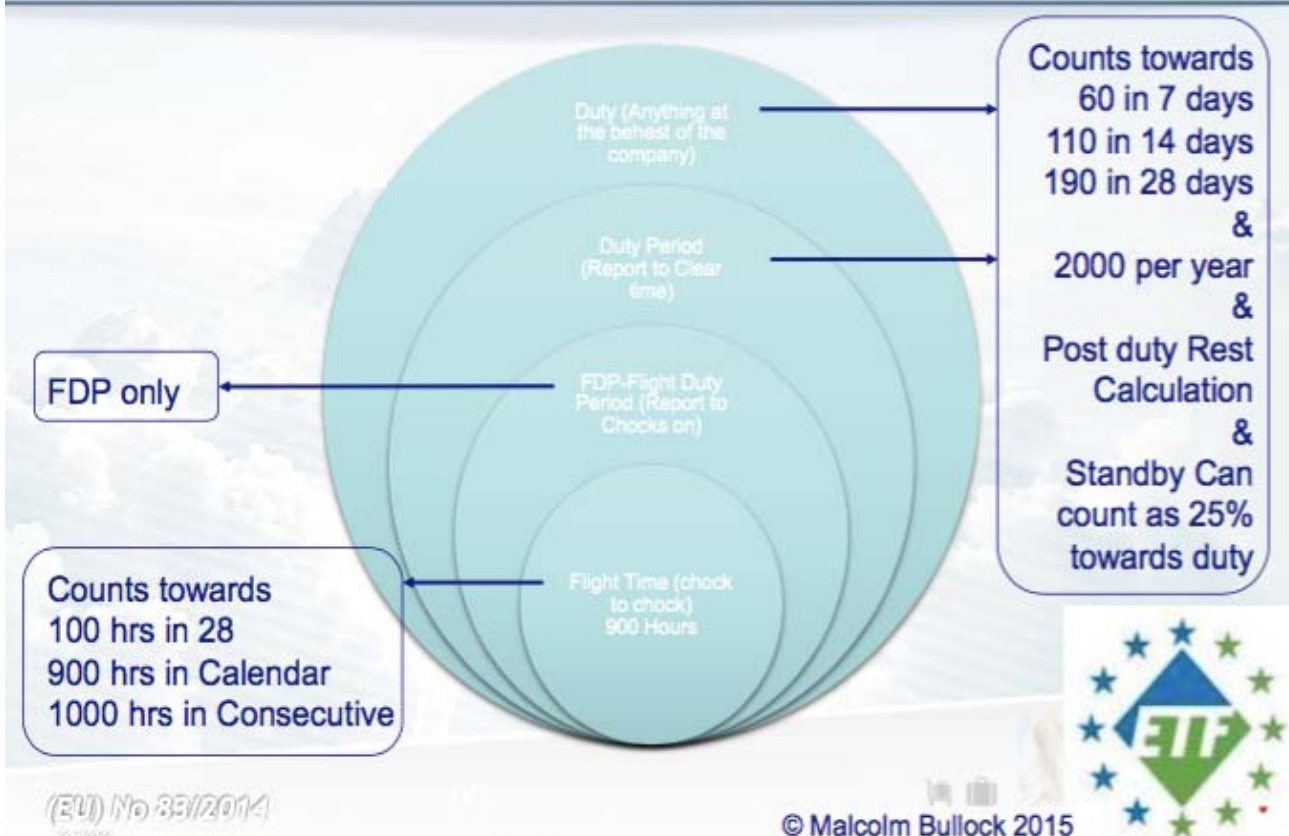 Duty (Anything at
the behest of the
company)
Duty Period
(Report to Clear
time)
FDP-Flight Duty
Period (Report to
Chocks on)
Flight Time (chock
to chock)
900 Hours
Counts towards
60 in 7 days
110 in 14 days
190 in 28 days
&
2000 per year
&
Post duty Rest
Calculation
&
Standby Can
count as 25%
towards duty
FDP only
Counts towards
100 hrs in 28
900 hrs in Calendar
1000 hrs in Consecutive
ETF
(EU) No 83/2014
© Malcolm Bullock 2015